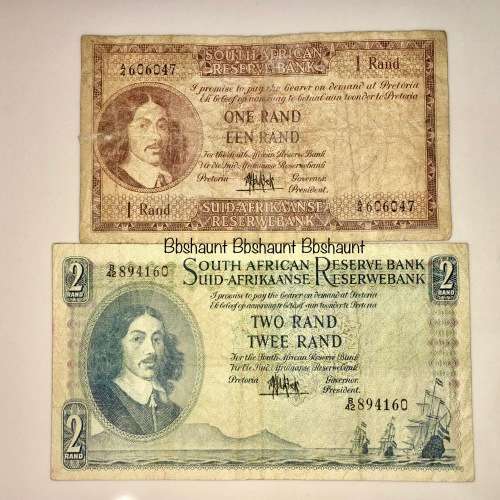 SOUTH AFRICAN
RESERVE BANK
1 Rand
A/2 606047
I promise to pay the bearer on demand at Pretoria
Ek beloof op aanvraag te betaal aan toonder te Pretoria
ONE RAND
EEN RAND
For the South African Reserve Bank
Vir die Suid-Afrikaanse Reserwebank
Pretoria
Governor.
President.
A/2 606047
1 Rand
SUID-AFRIKAANSE
RESERWEBANK
Bbshaunt Bbshaunt Bbshaunt
2
RAND
B/45 894160
SOUTH AFRICAN RESERVE BANK
SUID-AFRIKAANSE RESERWEBANK
2
RAND
I promise to pay the bearer on demand at Pretoria
Ek beloof op aanvraag te betaal aan toonder te Pretoria
TWO RAND
TWEE RAND
For the South African Reserve Bank
Vir die Suid-Afrikaanse Reserwebank
Pretoria
Governor.
President.
894160
2
RAND